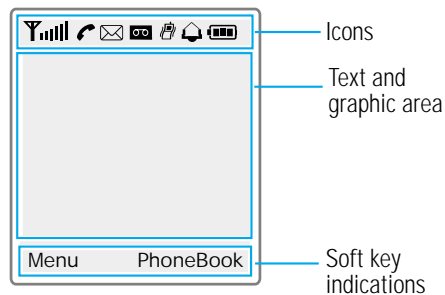 Icons
Text and
graphic area
Menu PhoneBook
Soft key
indications